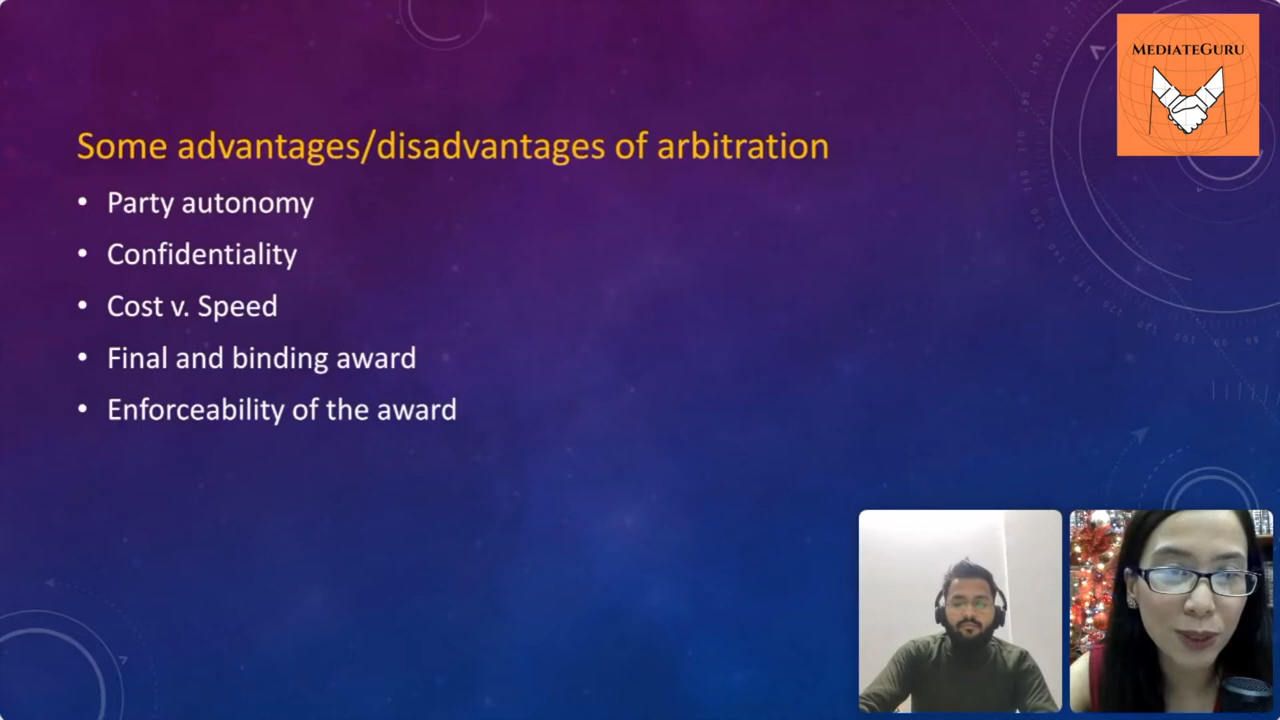 MEDIATEGURU
Some advantages/disadvantages of arbitration
• Party autonomy
• Confidentiality
• Cost v. Speed
• Final and binding award
• Enforceability of the award